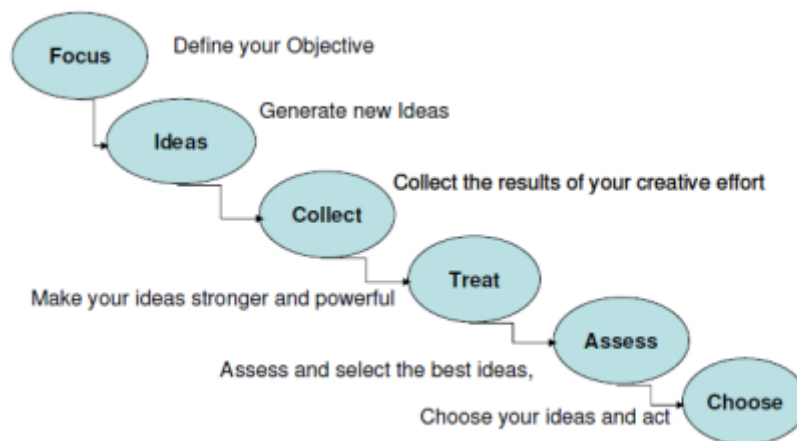 Focus
Define your Objective
Generate new Ideas
Ideas
Collect the results of your creative effort
Collect
Treat
Make your ideas stronger and powerful
Assess
Assess and select the best ideas,
Choose
Choose your ideas and act